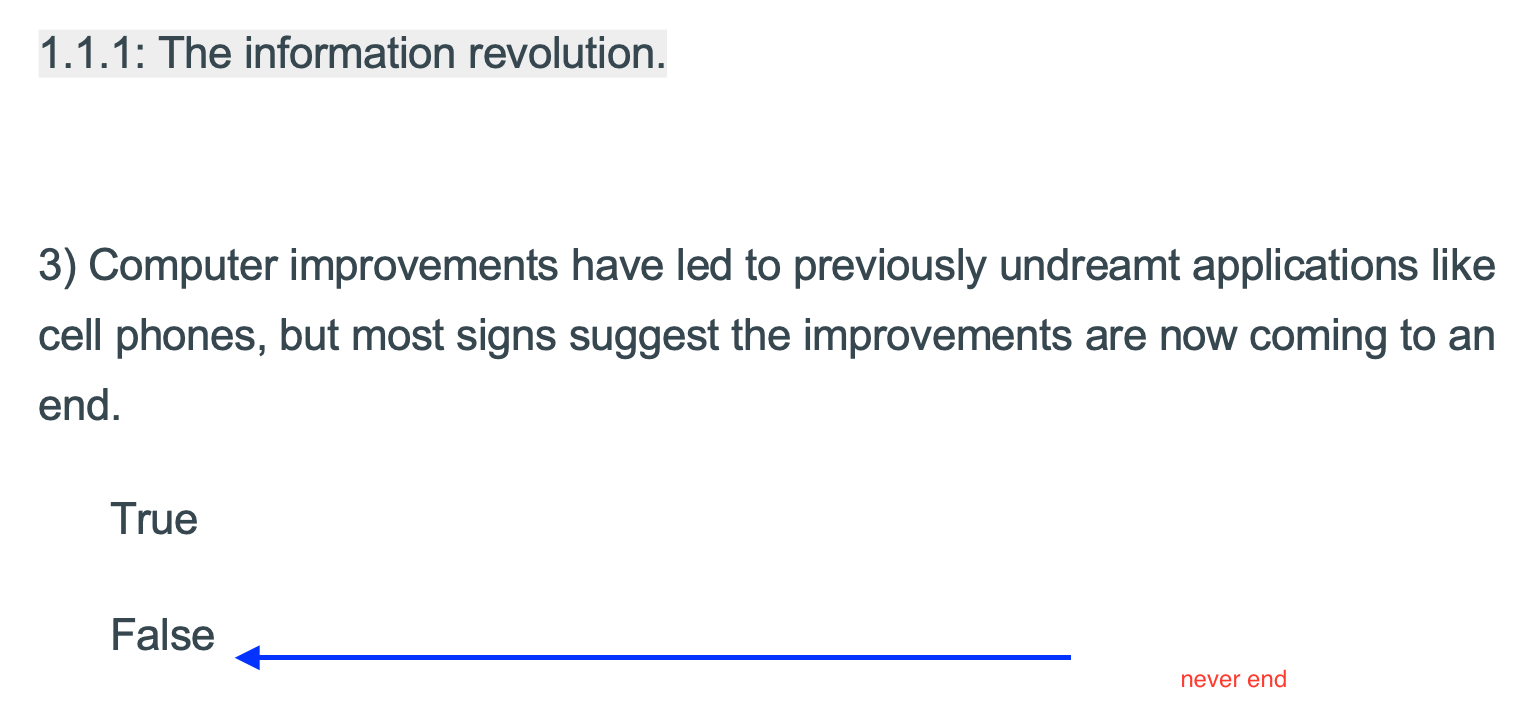 1.1.1: The information revolution.
3) Computer improvements have led to previously undreamt applications like
cell phones, but most signs suggest the improvements are now coming to an
end.
True
False
never end